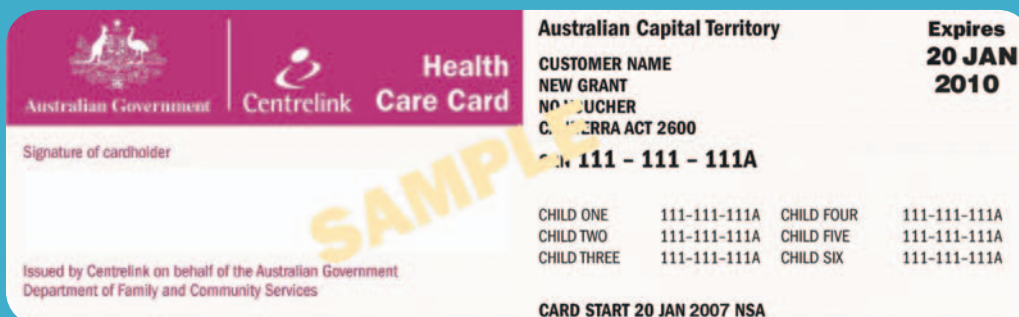 Australian Government
Centrelink
Health
Care Card
Signature of cardholder
Issued by Centrelink on behalf of the Australian Government
Department of Family and Community Services
SAMPLE
Australian Capital Territory
CUSTOMER NAME
NEW GRANT
ACT 2600
111 – 111 – 111A
CHILD ONE 111-111-111A CHILD FOUR 111-111-111A
CHILD TWO 111-111-111A CHILD FIVE 111-111-111A
CHILD THREE 111-111-111A CHILD SIX 111-111-111A
CARD START 20 JAN 2007 NSA
Expires
20 JAN
2010